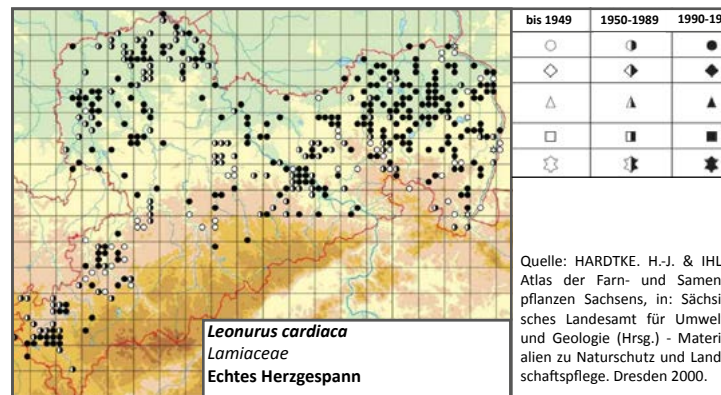 bis 1949 1950-1989 1990-19
Leonurus cardiaca
Lamiaceae
Echtes Herzgespann
Quelle: HARDTKE. H.-J. & IHL
Atlas der Farn- und Samen
pflanzen Sachsens, in: Sächsi
sches Landesamt für Umwel
und Geologie (Hrsg.) - Materi
alien zu Naturschutz und Land
schaftspflege. Dresden 2000.